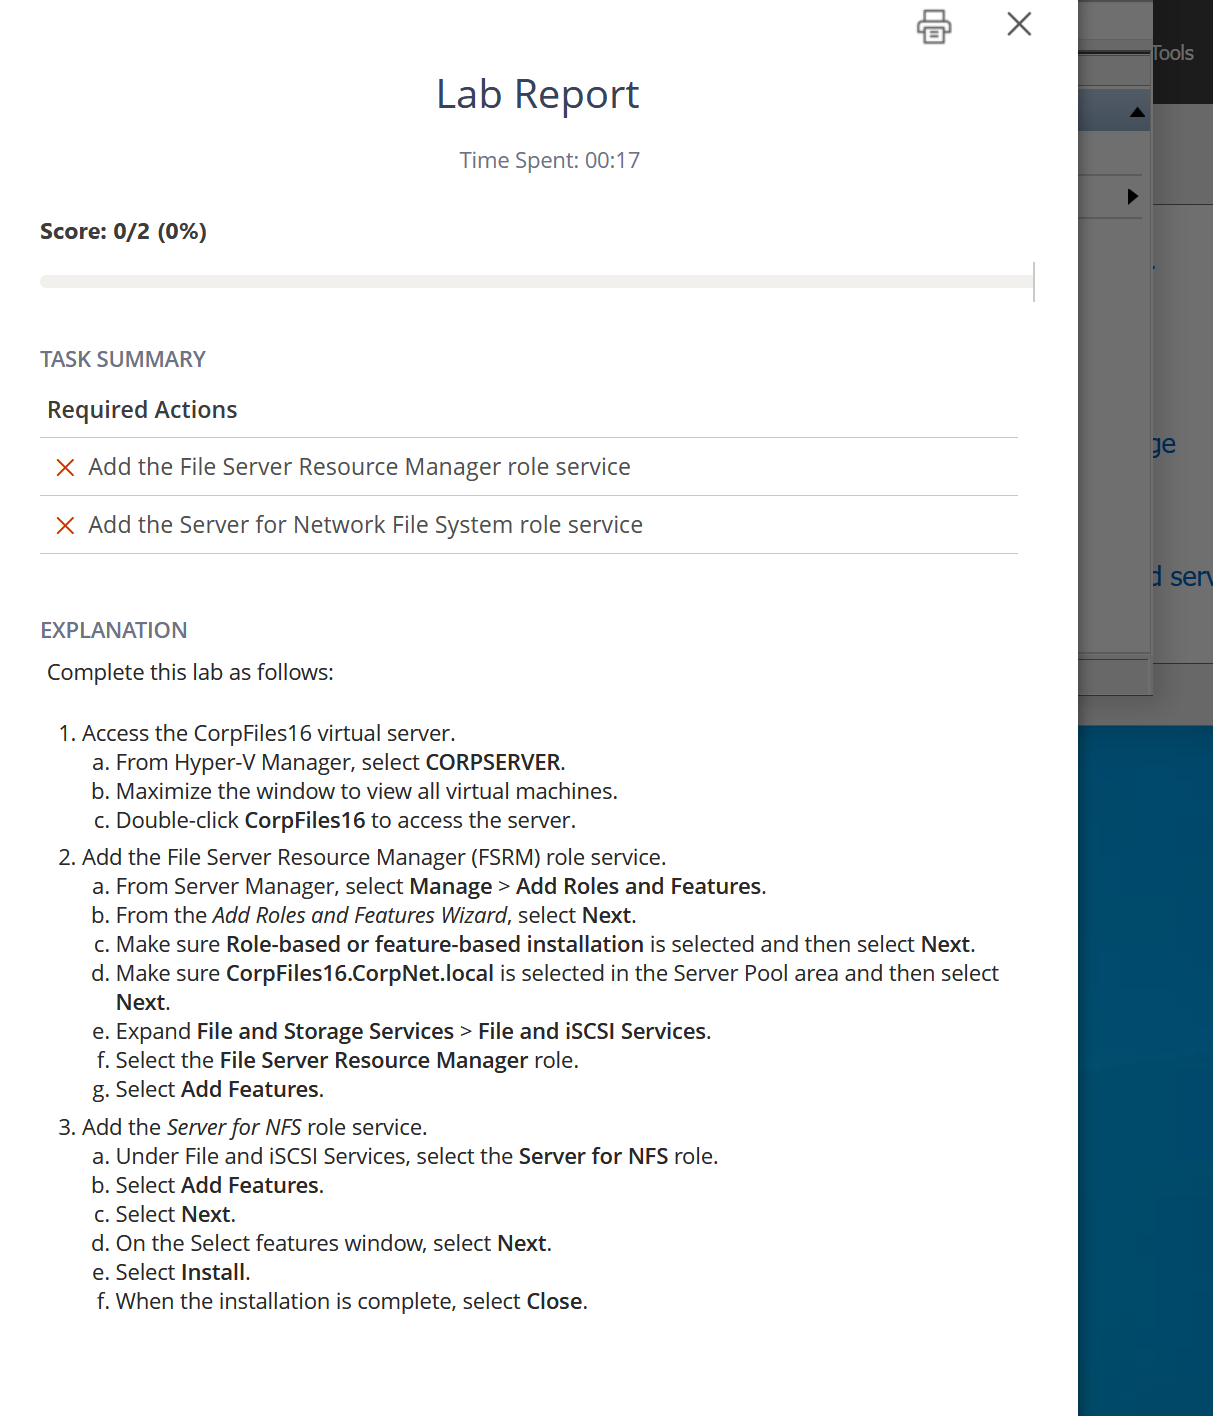 Tools
Lab Report
Time Spent: 00:17
Score: 0/2 (0%)
TASK SUMMARY
Required Actions
Add the File Server Resource Manager role service
Add the Server for Network File System role service
EXPLANATION
Complete this lab as follows:
1. Access the CorpFiles16 virtual server.
a. From Hyper-V Manager, select CORPSERVER.
b. Maximize the window to view all virtual machines.
c. Double-click CorpFiles16 to access the server.
2. Add the File Server Resource Manager (FSRM) role service.
a. From Server Manager, select Manage > Add Roles and Features.
b. From the Add Roles and Features Wizard, select Next.
c. Make sure Role-based or feature-based installation is selected and then select Next.
d. Make sure CorpFiles16.CorpNet.local is selected in the Server Pool area and then select
Next.
e. Expand File and Storage Services > File and iSCSI Services.
f. Select the File Server Resource Manager role.
g. Select Add Features.
3. Add the Server for NFS role service.
a. Under File and iSCSI Services, select the Server for NFS role.
b. Select Add Features.
c. Select Next.
d. On the Select features window, select Next.
e. Select Install.
f. When the installation is complete, select Close.